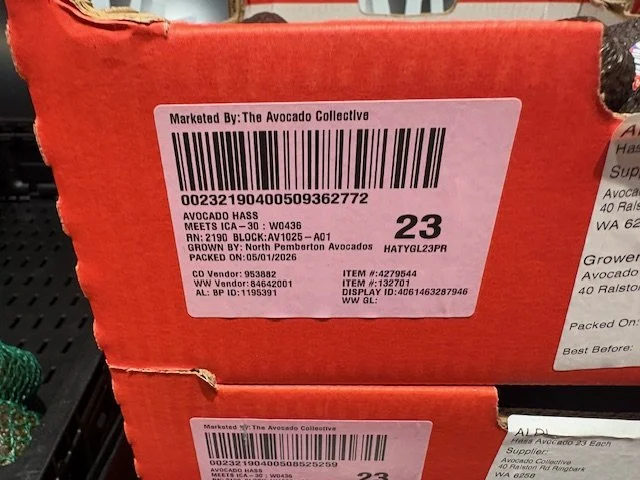 Marketed By: The Avocado Collective
00232190400509362772
AVOCADO HASS
MEETS ICA-30 : W0436
RN: 2190 BLOCK:AV1025-A01
GROWN BY: North Pemberton Avocados
PACKED ON:05/01/2026
23
HATYGL23PR
CO Vendor: 953882
WW Vendor:84642001
AL: BP ID:1195391
ITEM #:4279544
ITEM #:132701
DISPLAY ID:4061463287946
WW GL:
Has
Supp
Avoca
40 Rals
WA 62
Grower
Avocado
40 Ralsto
Packed On:
Best Before:
Marketed By: The Avocado Collective
00232190400508525259
AVOCADO HASS
MEETS ICA-30 : W0436
23
ALDI
Hass Avocado 23 Each
Supplier:
Avocado Collective
40 Ralston Rd Ringbark
WA 6258